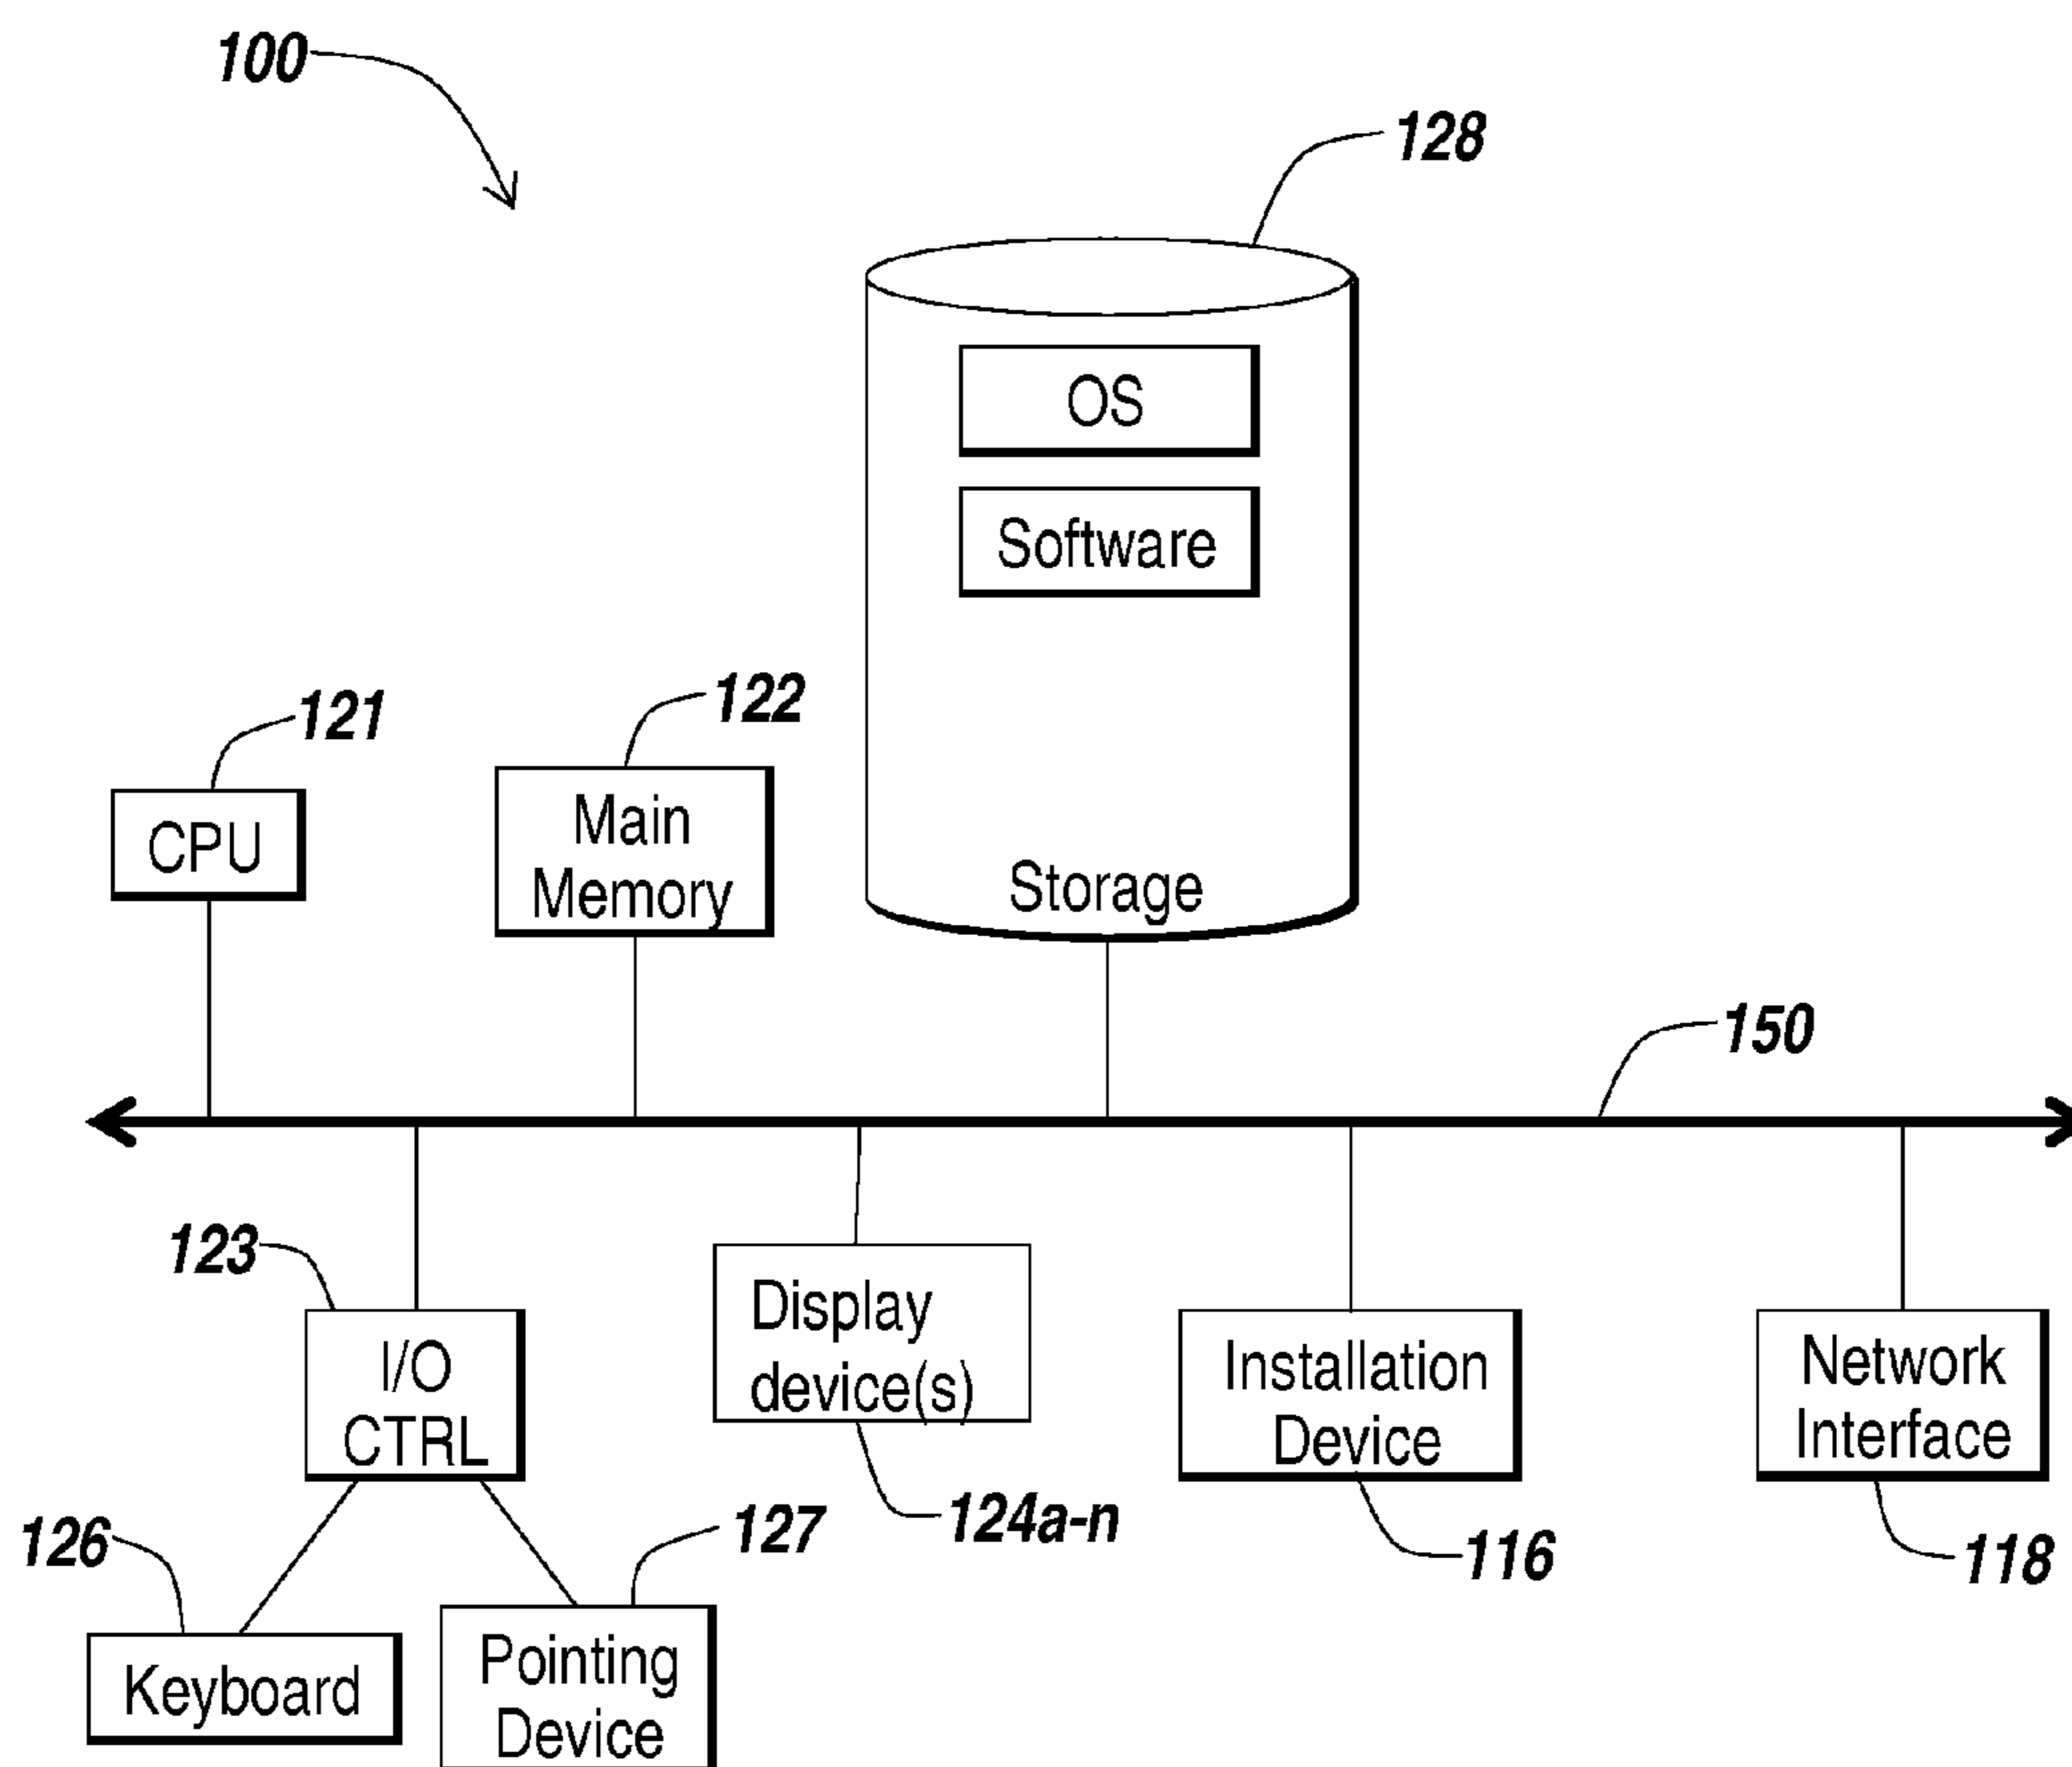 100
128
OS
Software
121
122
CPU
Main
Memory
Storage
150
123
I/O
CTRL
Display
device(s)
Installation
Device
Network
Interface
126
127
124a-n
116
118
Keyboard
Pointing
Device